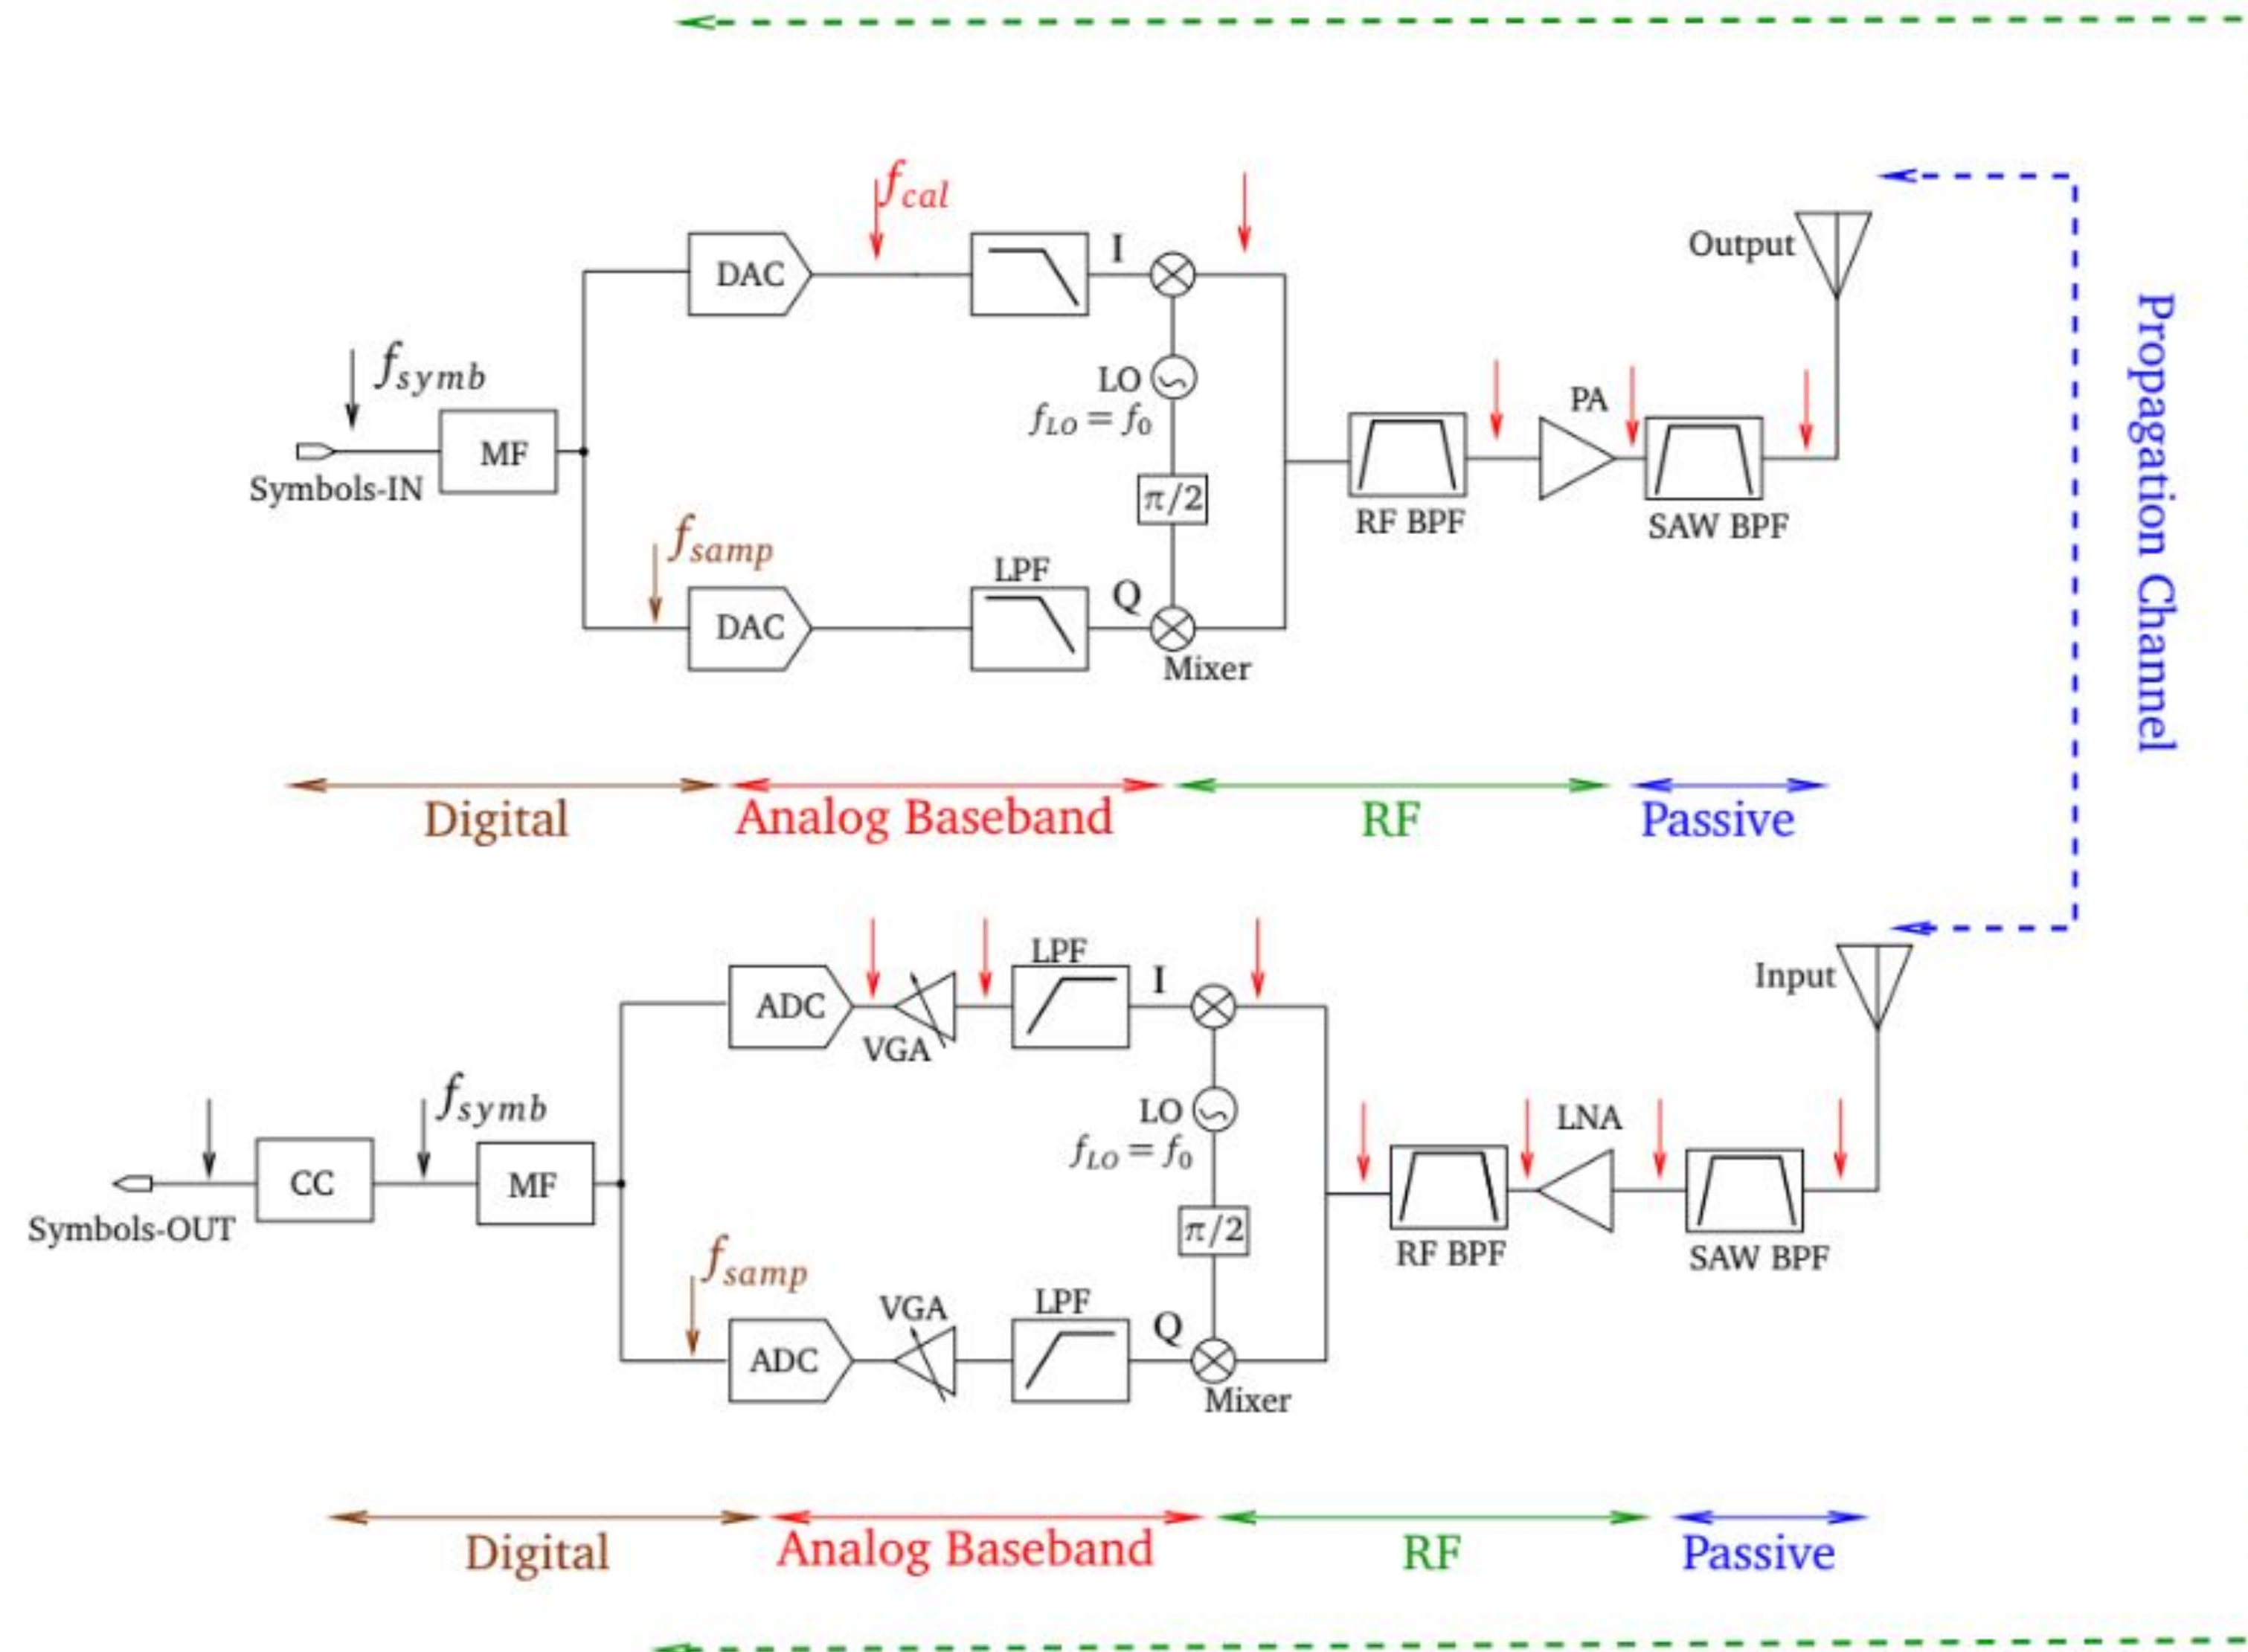 f_cal
I
Output
DAC
f_symb
LO
f_LO = f_0
PA
MF
Symbols-IN
π/2
RF BPF
SAW BPF
f_samp
LPF
Q
DAC
Mixer
Propagation Channel
Digital
Analog Baseband
RF
Passive
LPF
I
Input
ADC
VGA
f_symb
LO
f_LO = f_0
LNA
CC
MF
Symbols-OUT
π/2
RF BPF
SAW BPF
f_samp
VGA
LPF
Q
ADC
Mixer
Digital
Analog Baseband
RF
Passive